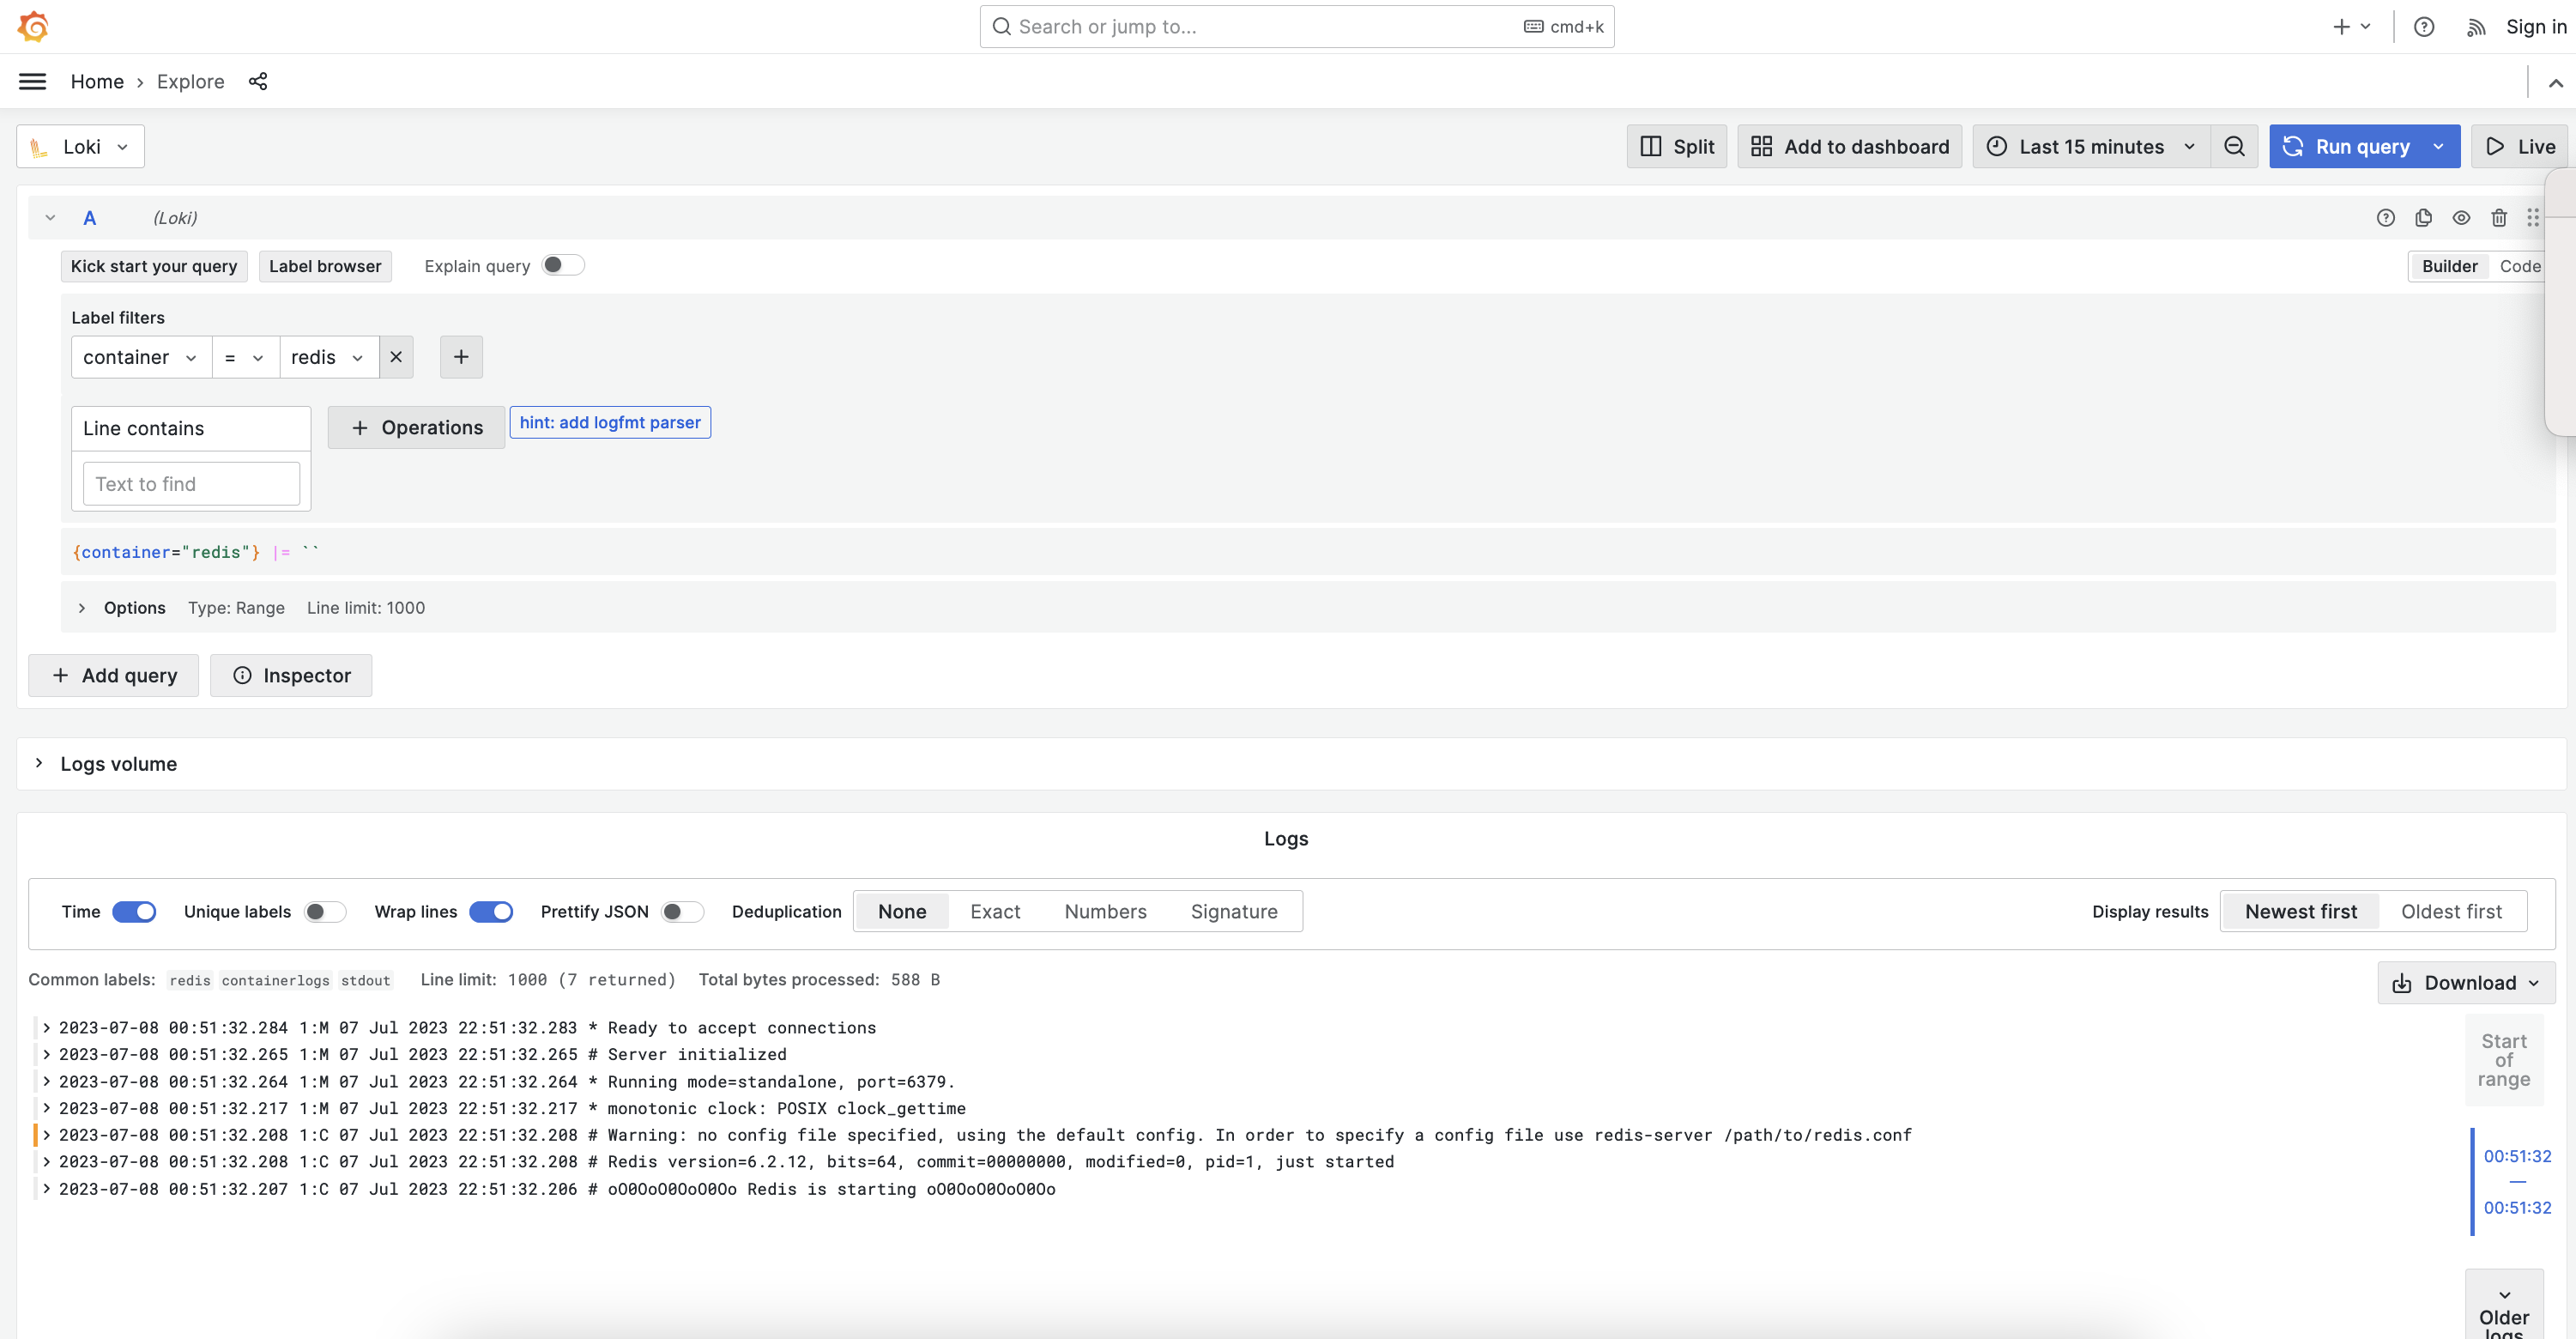 Search or jump to... cmd+k Sign in
Home › Explore
Loki Split Add to dashboard Last 15 minutes Run query Live
A (Loki)
Kick start your query Label browser Explain query Builder Code
Label filters
container = redis
Line contains + Operations hint: add logfmt parser
Text to find
{container="redis"} |= ``
Options Type: Range Line limit: 1000
+ Add query Inspector
Logs volume
Logs
Time Unique labels Wrap lines Prettify JSON Deduplication None Exact Numbers Signature Display results Newest first Oldest first
Common labels: redis containerlogs stdout Line limit: 1000 (7 returned) Total bytes processed: 588 B
Download
2023-07-08 00:51:32.284 1:M 07 Jul 2023 22:51:32.283 * Ready to accept connections
2023-07-08 00:51:32.265 1:M 07 Jul 2023 22:51:32.265 # Server initialized
2023-07-08 00:51:32.264 1:M 07 Jul 2023 22:51:32.264 * Running mode=standalone, port=6379.
2023-07-08 00:51:32.217 1:M 07 Jul 2023 22:51:32.217 * monotonic clock: POSIX clock_gettime
2023-07-08 00:51:32.208 1:C 07 Jul 2023 22:51:32.208 # Warning: no config file specified, using the default config. In order to specify a config file use redis-server /path/to/redis.conf
2023-07-08 00:51:32.208 1:C 07 Jul 2023 22:51:32.208 # Redis version=6.2.12, bits=64, commit=00000000, modified=0, pid=1, just started
2023-07-08 00:51:32.207 1:C 07 Jul 2023 22:51:32.206 # oO0OoO0OoO0Oo Redis is starting oO0OoO0OoO0Oo
Start
of
range
00:51:32
—
00:51:32
Older
logs